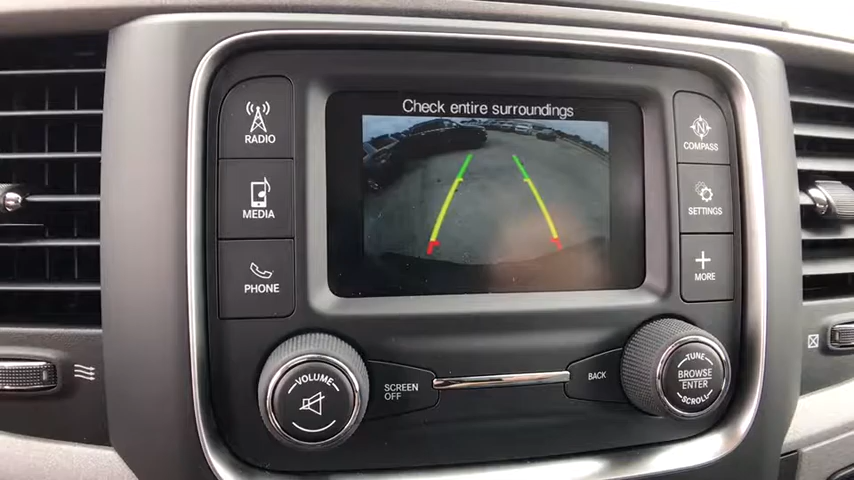 Check entire surroundings
RADIO
MEDIA
PHONE
N
COMPASS
SETTINGS
MORE
VOLUME
SCREEN
OFF
BACK
TUNE
BROWSE
ENTER
SCROLL